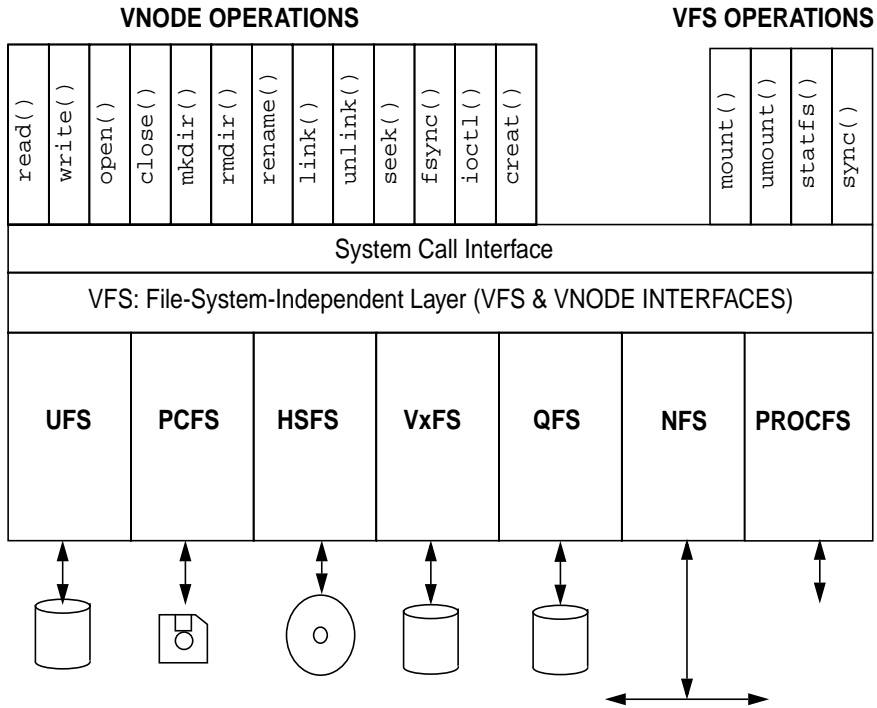 VNODE OPERATIONS
VFS OPERATIONS
read()
write()
open()
close()
mkdir()
rmdir()
rename()
link()
unlink()
seek()
fsync()
ioctl()
creat()
mount()
umount()
statfs()
sync()
System Call Interface
VFS: File-System-Independent Layer (VFS & VNODE INTERFACES)
UFS
PCFS
HSFS
VxFS
QFS
NFS
PROCFS